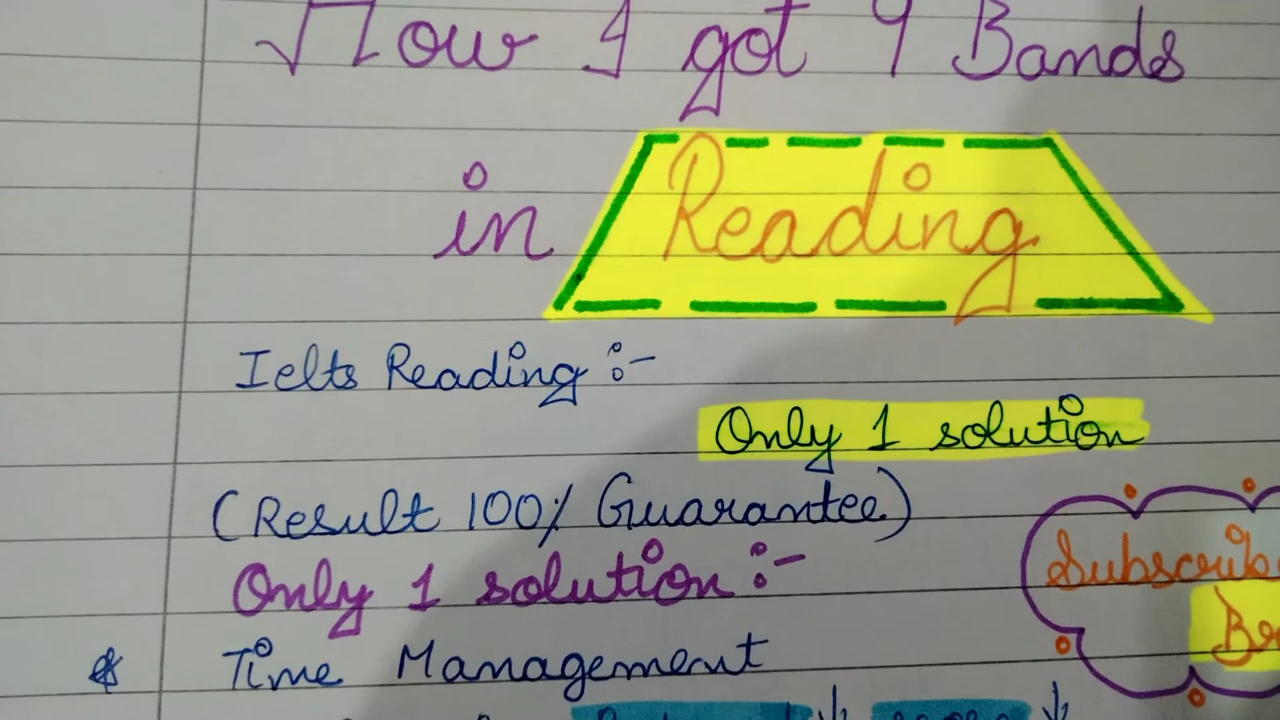 How I got 9 Bands
in Reading
Ielts Reading :-
Only 1 solution
(Result 100% Guarantee)
Only 1 solution :-
Subscrib
* Time Management